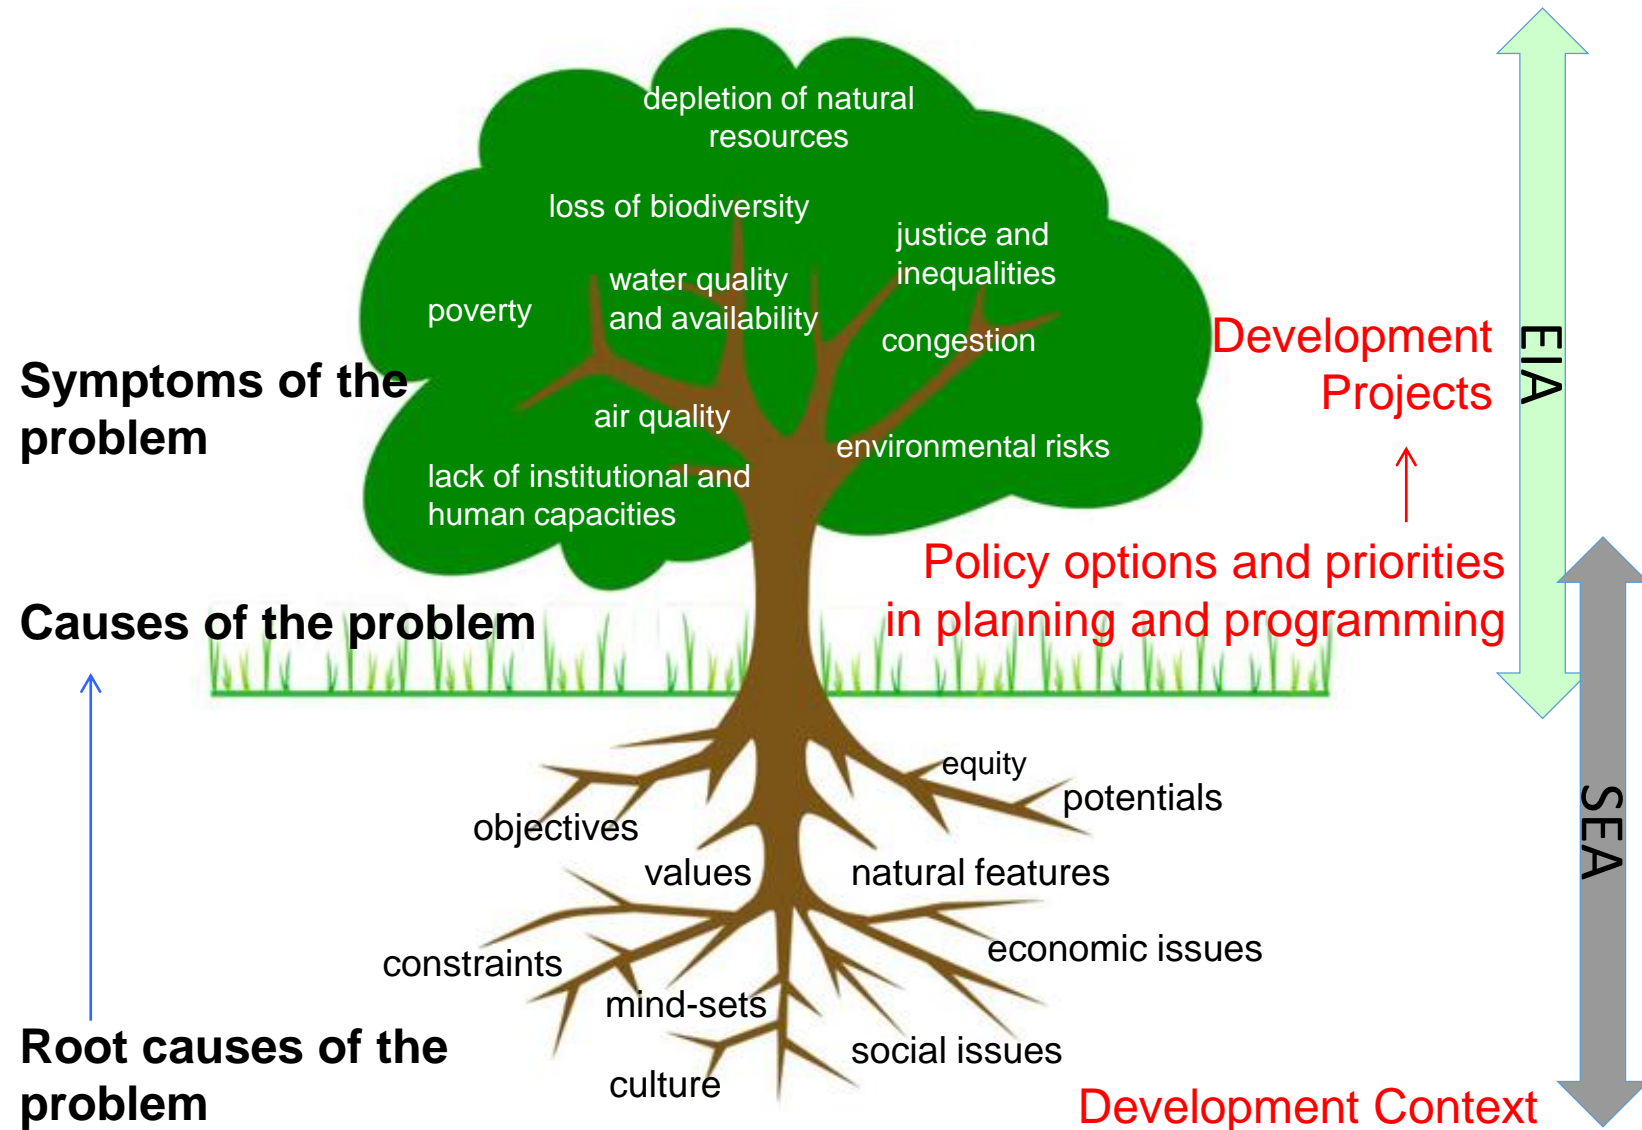 depletion of natural
resources
loss of biodiversity
justice and
inequalities
water quality
and availability
poverty
congestion
Development
Projects
EIA
Symptoms of the
problem
air quality
environmental risks
lack of institutional and
human capacities
Policy options and priorities
in planning and programming
Causes of the problem
equity
potentials
objectives
values
natural features
SEA
economic issues
constraints
mind-sets
social issues
culture
Root causes of the
problem
Development Context